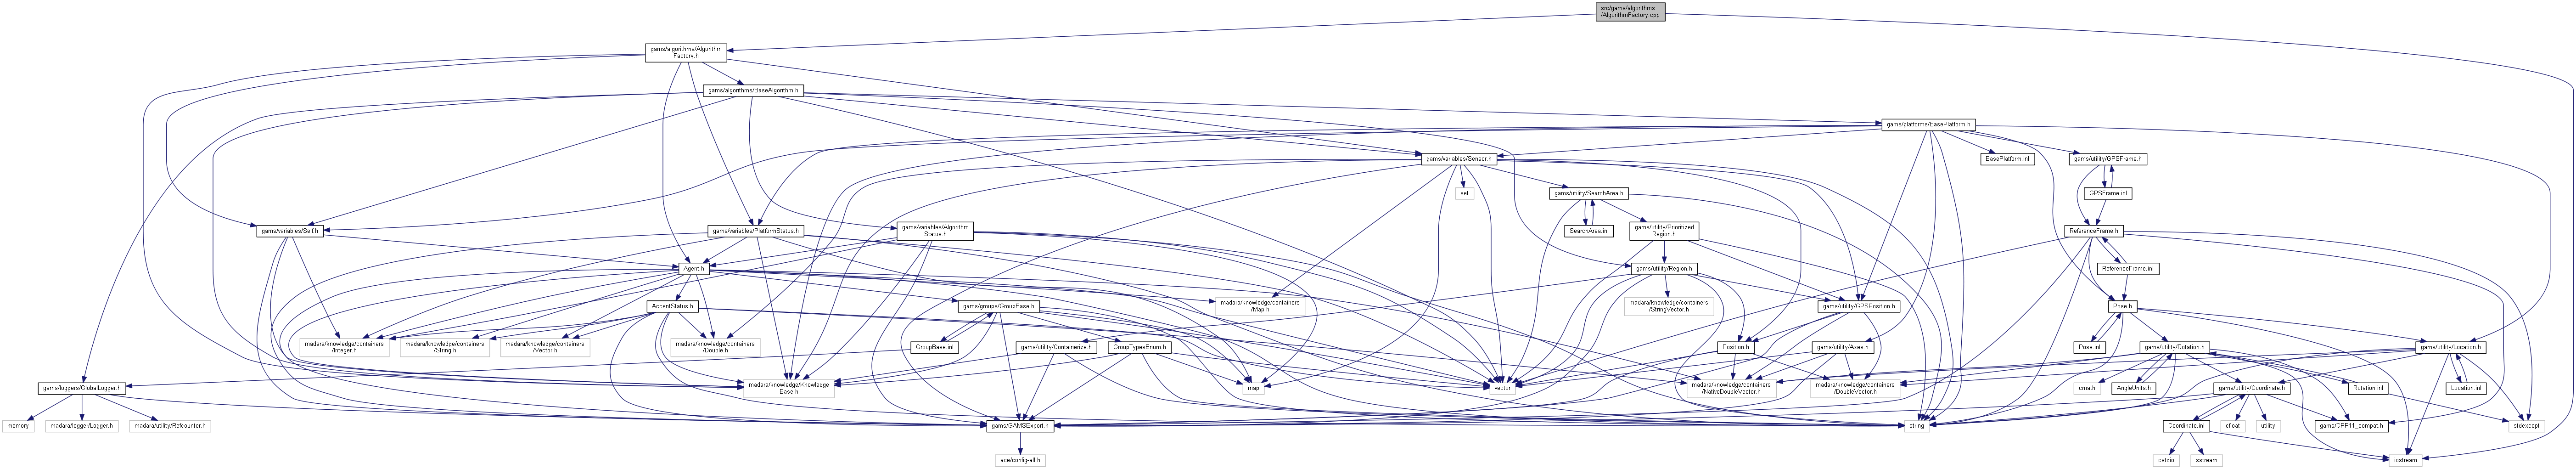 src/gams/algorithms
/AlgorithmFactory.cpp
gams/algorithms/Algorithm
Factory.h
gams/algorithms/BaseAlgorithm.h
gams/platforms/BasePlatform.h
gams/variables/Sensor.h
BasePlatform.inl
gams/utility/GPSFrame.h
set
gams/utility/SearchArea.h
GPSFrame.inl
gams/variables/Self.h
gams/variables/PlatformStatus.h
gams/variables/Algorithm
Status.h
SearchArea.inl
gams/utility/Prioritized
Region.h
ReferenceFrame.h
Agent.h
gams/utility/Region.h
ReferenceFrame.inl
AccentStatus.h
gams/groups/GroupBase.h
madara/knowledge/containers
/Map.h
madara/knowledge/containers
/StringVector.h
gams/utility/GPSPosition.h
Pose.h
madara/knowledge/containers
/Integer.h
madara/knowledge/containers
/String.h
madara/knowledge/containers
/Vector.h
madara/knowledge/containers
/Double.h
GroupBase.inl
gams/utility/Containerize.h
GroupTypesEnum.h
Position.h
gams/utility/Axes.h
Pose.inl
gams/utility/Rotation.h
gams/utility/Location.h
gams/loggers/GlobalLogger.h
madara/knowledge/Knowledge
Base.h
map
vector
madara/knowledge/containers
/NativeDoubleVector.h
madara/knowledge/containers
/DoubleVector.h
cmath
AngleUnits.h
gams/utility/Coordinate.h
Rotation.inl
Location.inl
memory
madara/logger/Logger.h
madara/utility/Refcounter.h
gams/GAMSExport.h
string
Coordinate.inl
cfloat
utility
gams/CPP11_compat.h
stdexcept
ace/config-all.h
cstdio
sstream
iostream